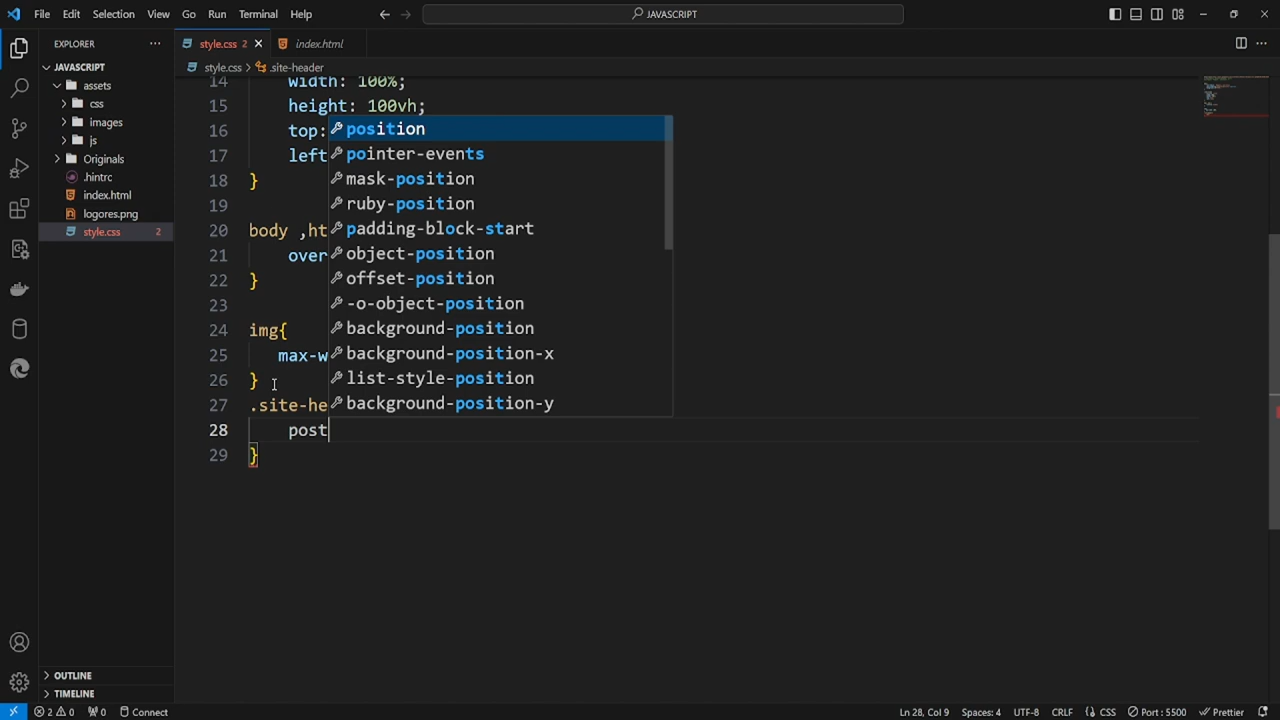 File Edit Selection View Go Run Terminal Help JAVASCRIPT
EXPLORER style.css 2 index.html
JAVASCRIPT style.css > .site-header
assets
css
images
js
Originals
.hintrc
index.html
logores.png
style.css 2
14 width: 100%;
15 height: 100vh;
16 top:
17 left
18 }
19
20 body ,ht
21 over
22 }
23
24 img{
25 max-w
26 }
27 .site-he
28 post
29 }
position
pointer-events
mask-position
ruby-position
padding-block-start
object-position
offset-position
-o-object-position
background-position
background-position-x
list-style-position
background-position-y
OUTLINE
TIMELINE
2 0 0 Connect Ln 28, Col 9 Spaces: 4 UTF-8 CRLF {} CSS Port : 5500 Prettier